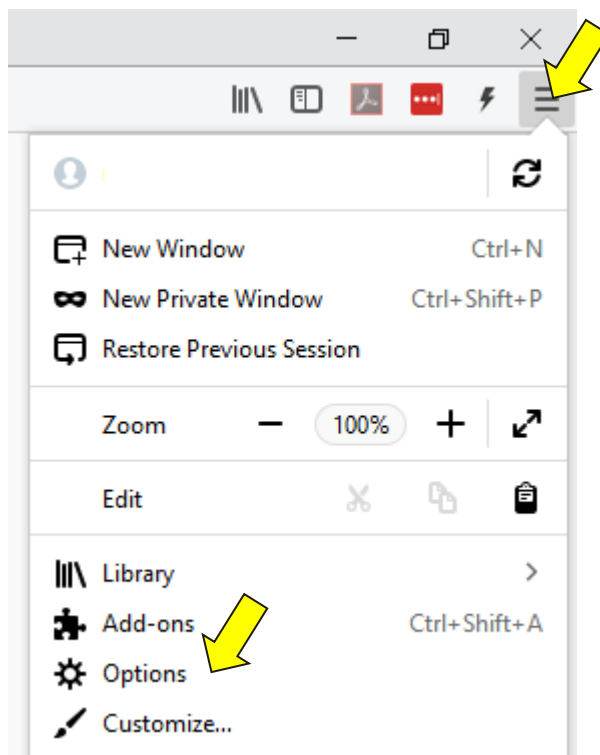 New Window Ctrl+N
New Private Window Ctrl+Shift+P
Restore Previous Session
Zoom 100%
Edit
Library
Add-ons Ctrl+Shift+A
Options
Customize...